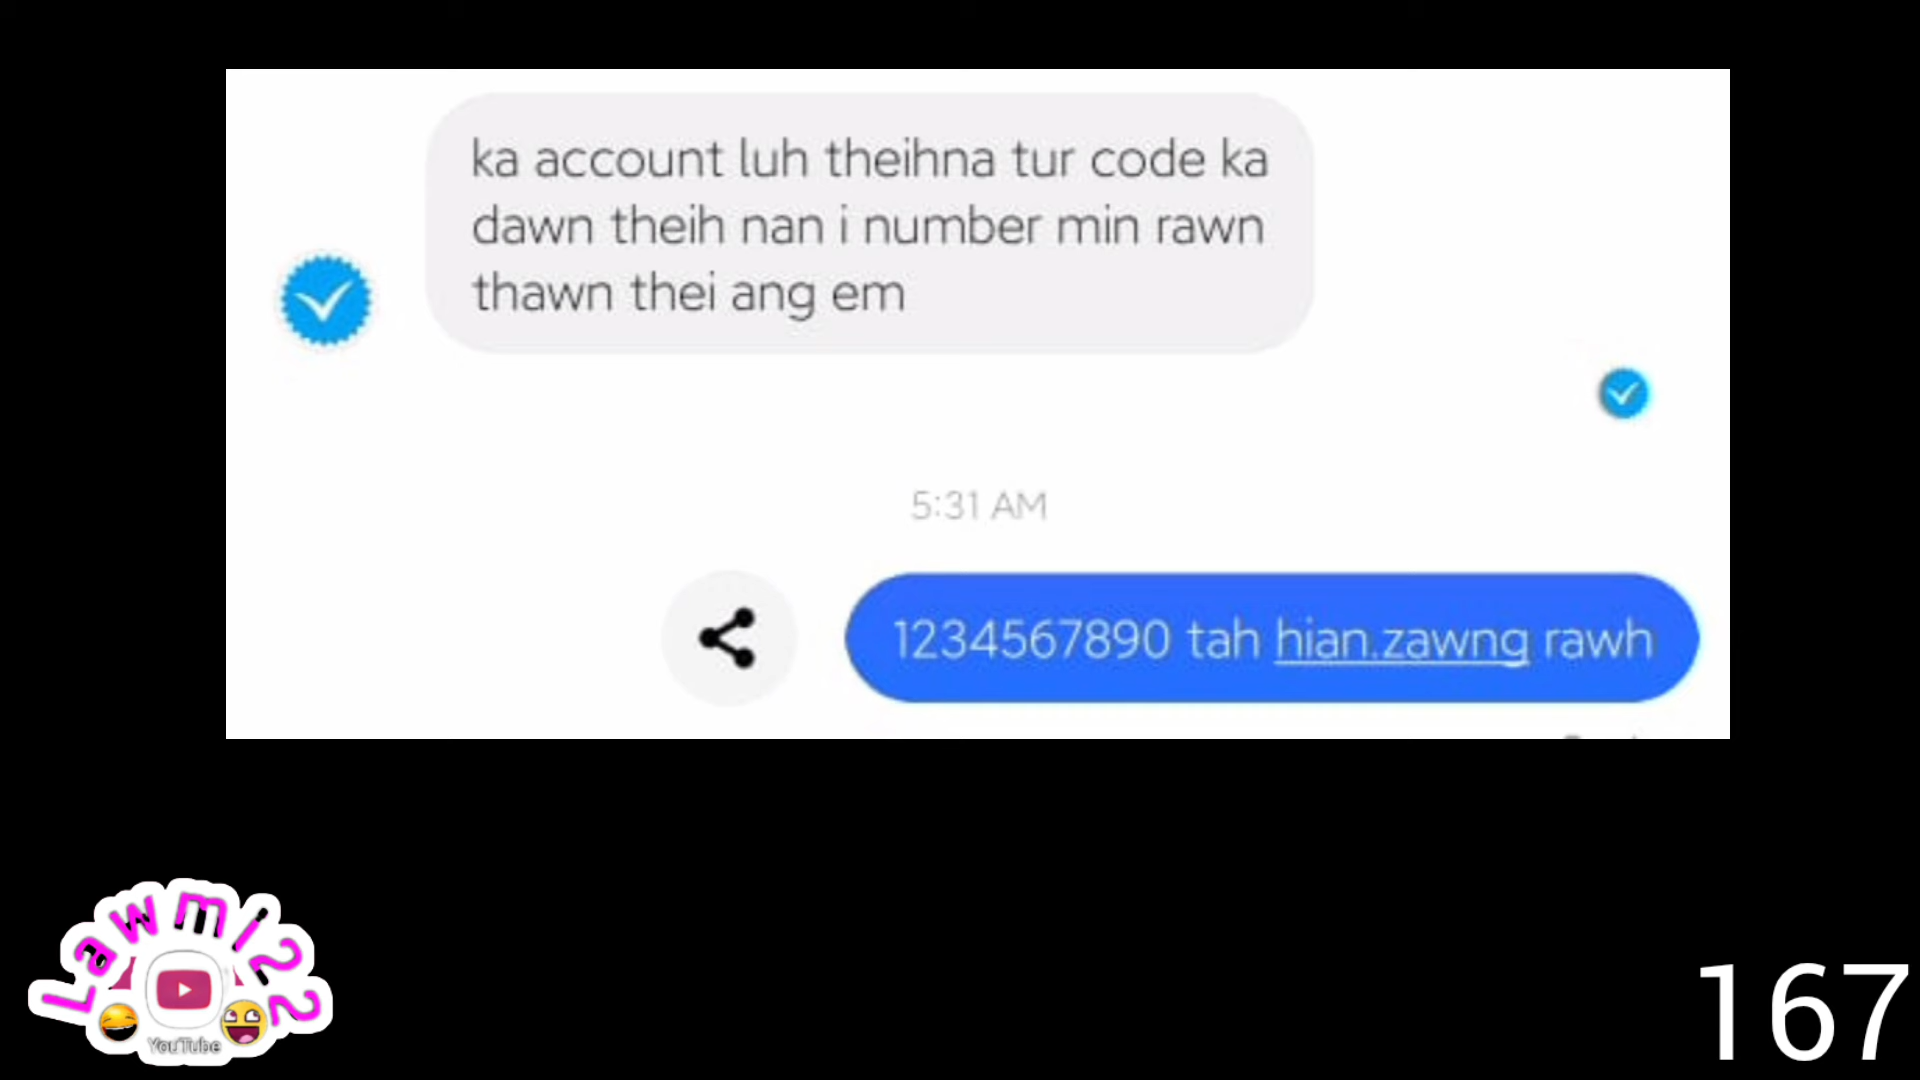 ka account luh theihna tur code ka
dawn theih nan i number min rawn
thawn thei ang em
5:31 AM
1234567890 tah hian.zawng rawh
Lawmi22
YouTube
167